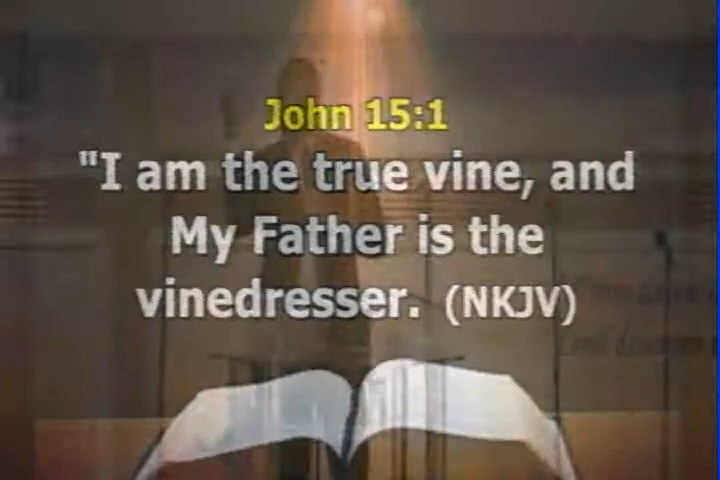 John 15:1
"I am the true vine, and
My Father is the
vinedresser. (NKJV)